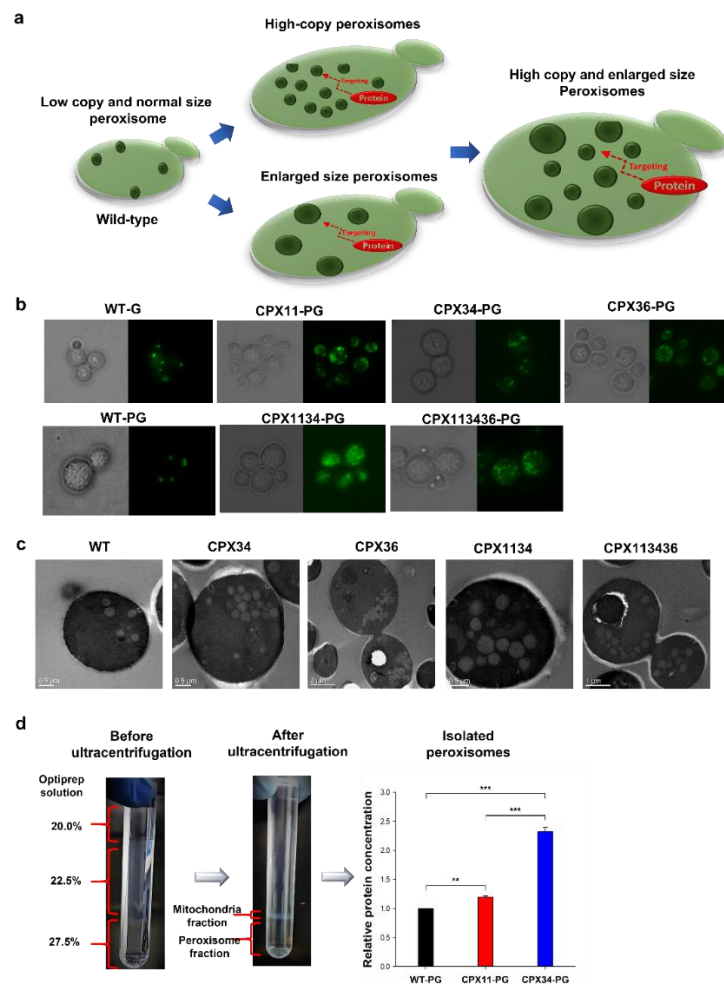 a
High-copy peroxisomes
Targeting
Protein
Low copy and normal size
peroxisome
Wild-type
Enlarged size peroxisomes
Targeting
Protein
High copy and enlarged size
Peroxisomes
Targeting
Protein
b
WT-G
CPX11-PG
CPX34-PG
CPX36-PG
WT-PG
CPX1134-PG
CPX113436-PG
c
WT
CPX34
CPX36
CPX1134
CPX113436
0.5 μm
0.5 μm
2 μm
0.5 μm
1 μm
d
Before
ultracentrifugation
After
ultracentrifugation
Isolated
peroxisomes
Optiprep
solution
20.0%
22.5%
27.5%
Mitochondria
fraction
Peroxisome
fraction
Relative protein concentration
3.0
2.5
2.0
1.5
1.0
0.5
0.0
***
***
**
WT-PG
CPX11-PG
CPX34-PG